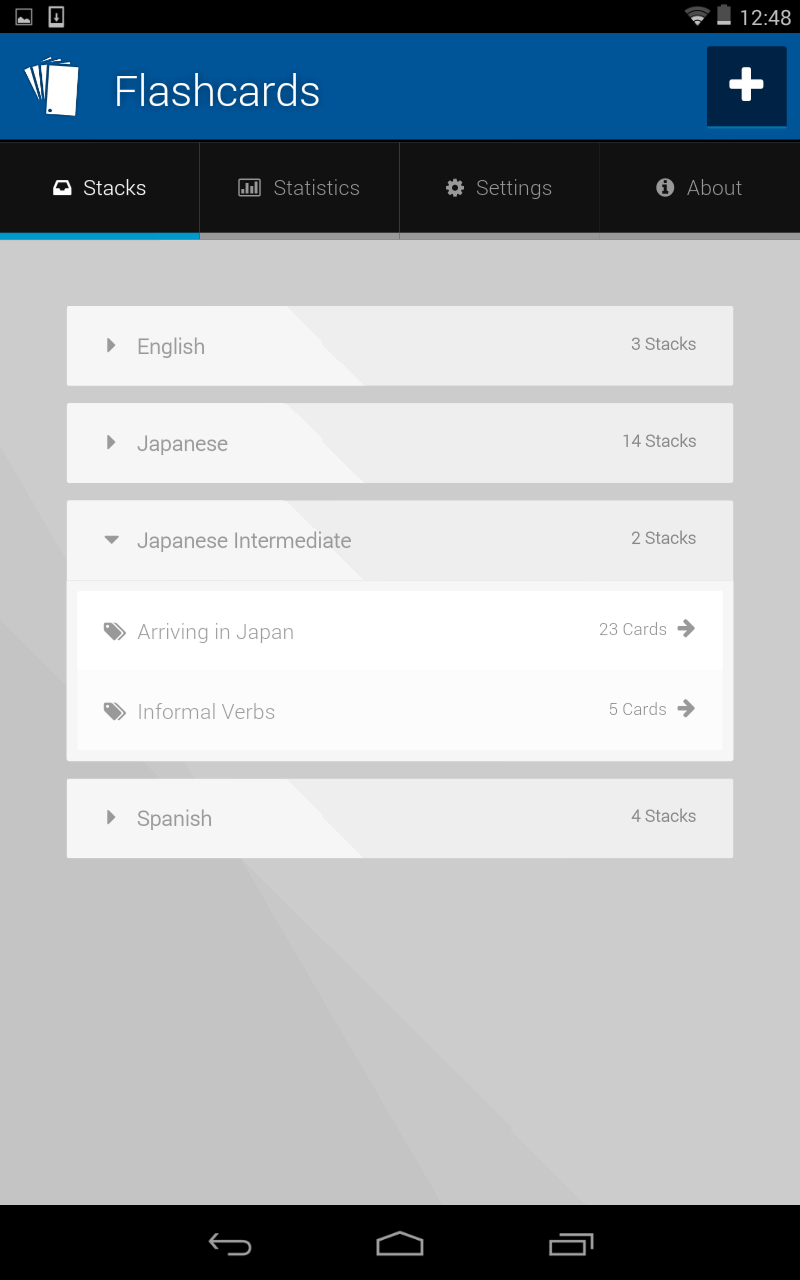 12:48
Flashcards
Stacks Statistics Settings About
English 3 Stacks
Japanese 14 Stacks
Japanese Intermediate 2 Stacks
Arriving in Japan 23 Cards
Informal Verbs 5 Cards
Spanish 4 Stacks